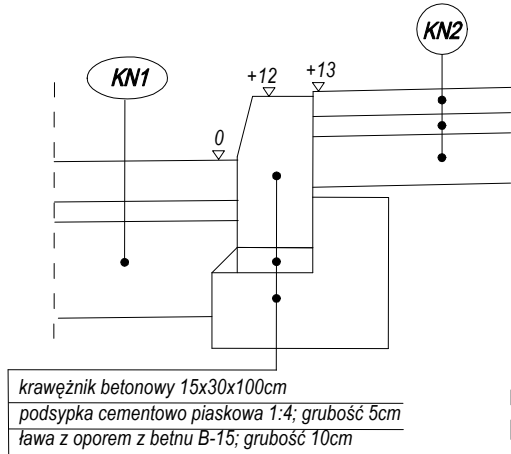 KN2
KN1
+12
+13
0
krawężnik betonowy 15x30x100cm
podsypka cementowo piaskowa 1:4; grubość 5cm
ława z oporem z betnu B-15; grubość 10cm